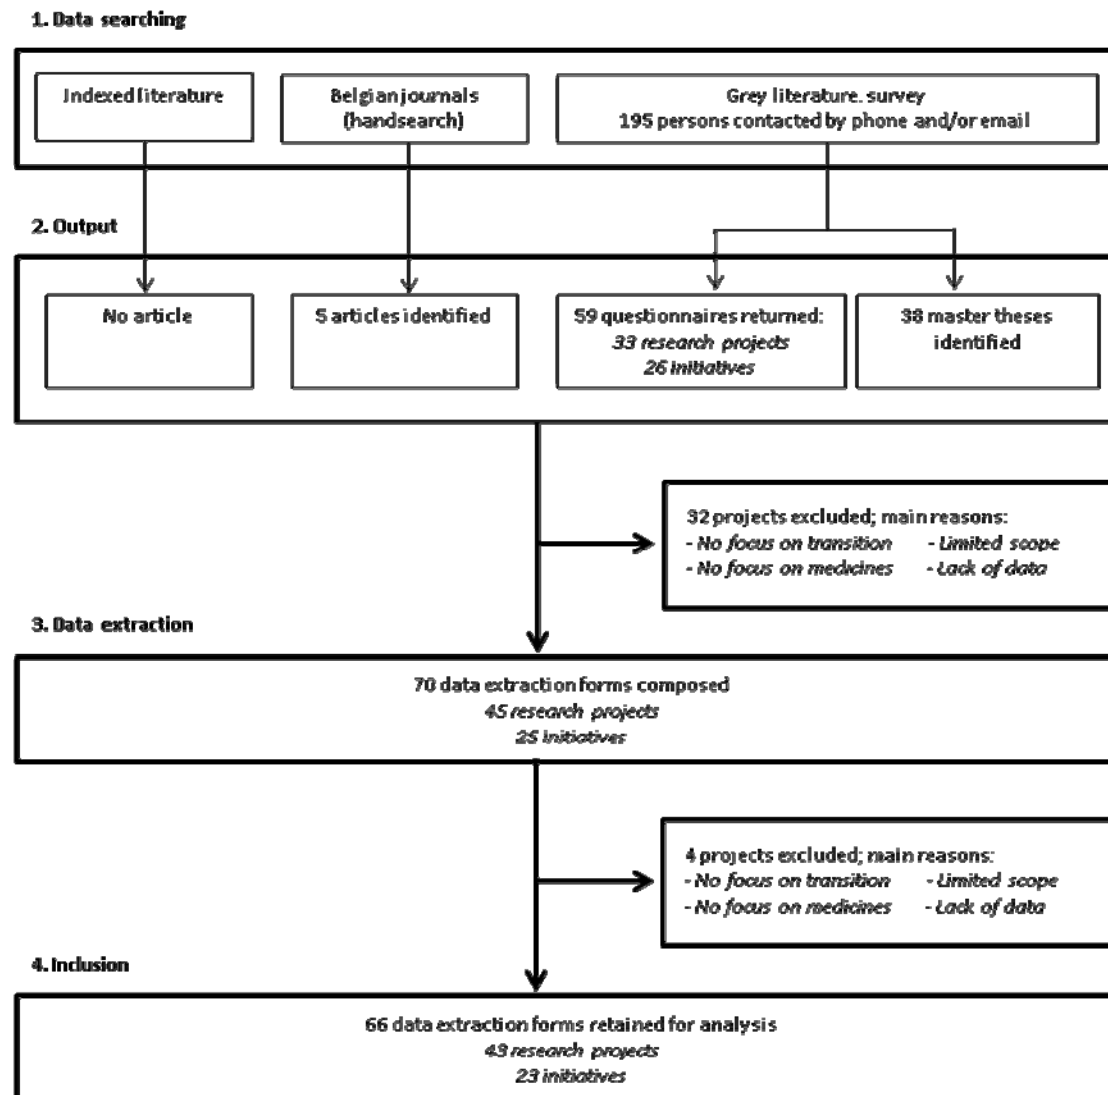 1. Data searching
Indexed literature
Belgian journals
(handsearch)
Grey literature. survey
195 persons contacted by phone and/or email
2. Output
No article
5 articles identified
59 questionnaires returned:
33 research projects
26 initiatives
38 master theses
identified
32 projects excluded; main reasons:
- No focus on transition - Limited scope
- No focus on medicines - Lack of data
3. Data extraction
70 data extraction forms composed
45 research projects
25 initiatives
4 projects excluded; main reasons:
- No focus on transition - Limited scope
- No focus on medicines - Lack of data
4. Inclusion
66 data extraction forms retained for analysis
43 research projects
23 initiatives